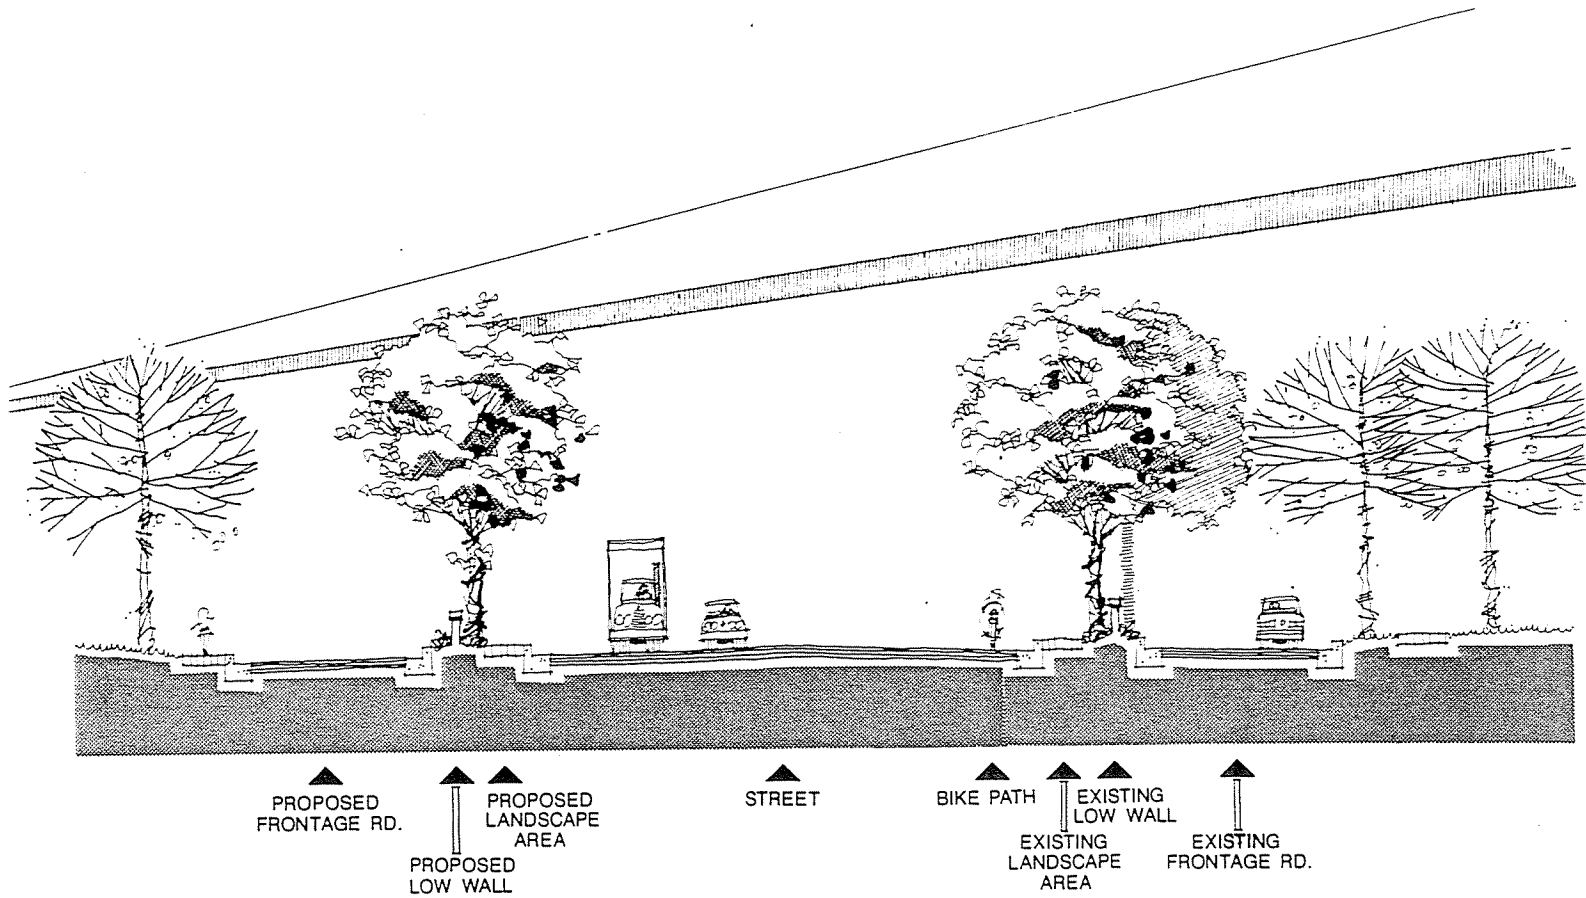 PROPOSED
FRONTAGE RD.
PROPOSED
LOW WALL
PROPOSED
LANDSCAPE
AREA
STREET
BIKE PATH
EXISTING
LANDSCAPE
AREA
EXISTING
LOW WALL
EXISTING
FRONTAGE RD.